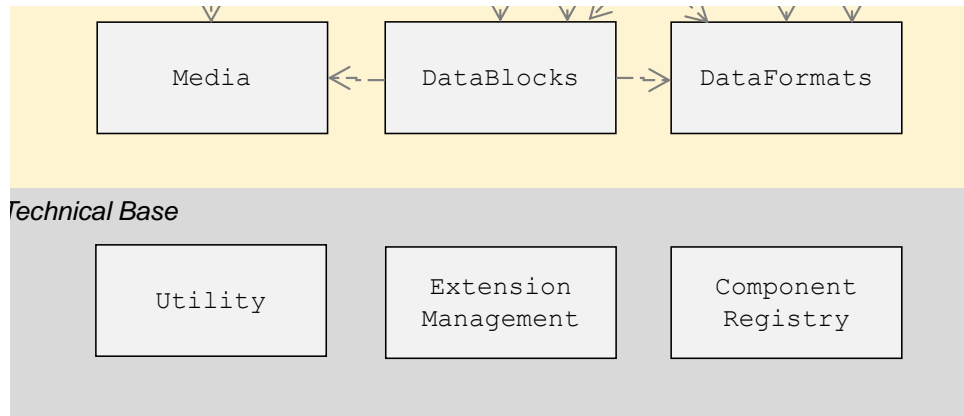 Media
DataBlocks
DataFormats
Technical Base
Utility
Extension
Management
Component
Registry